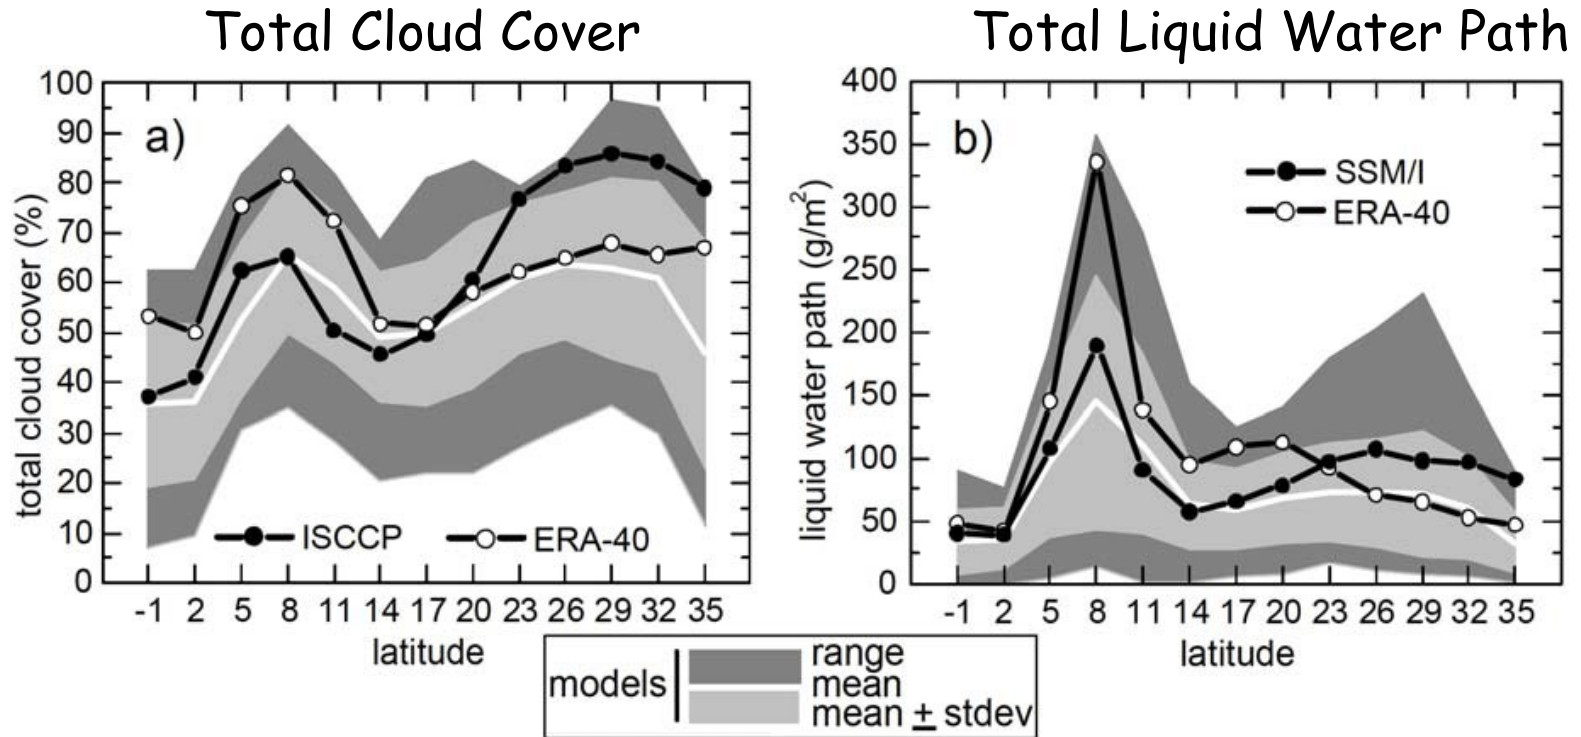 Total Cloud Cover
100
90
80
70
60
50
40
30
20
10
0
total cloud cover (%)
a)
ISCCP
ERA-40
-1 2 5 8 11 14 17 20 23 26 29 32 35
latitude
Total Liquid Water Path
400
350
300
250
200
150
100
50
0
liquid water path (g/m²)
b)
SSM/I
ERA-40
-1 2 5 8 11 14 17 20 23 26 29 32 35
latitude
models
range
mean
mean ± stdev